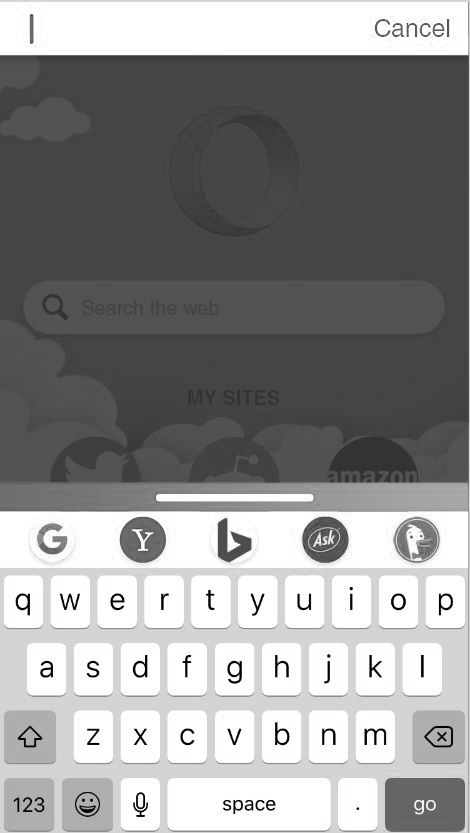 Cancel
Search the web
MY SITES
amazon
G Y b Ask
q w e r t y u i o p
a s d f g h j k l
z x c v b n m
123 space . go